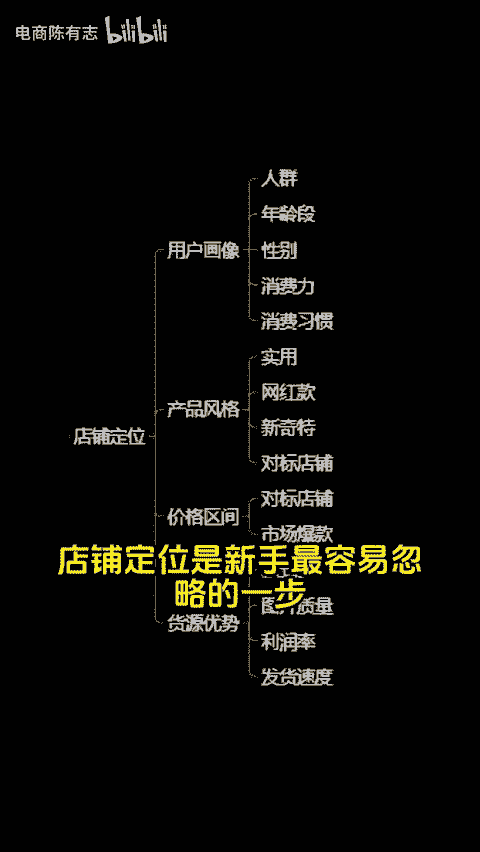 电商陈有志 bilibili
人群
年龄段
用户画像
性别
消费力
消费习惯
实用
网红款
产品风格
新奇特
店铺定位
对标店铺
对标店铺
价格区间
市场爆款
店铺定位是新手最容易忽
略的一步
质量
货源优势
利润率
发货速度